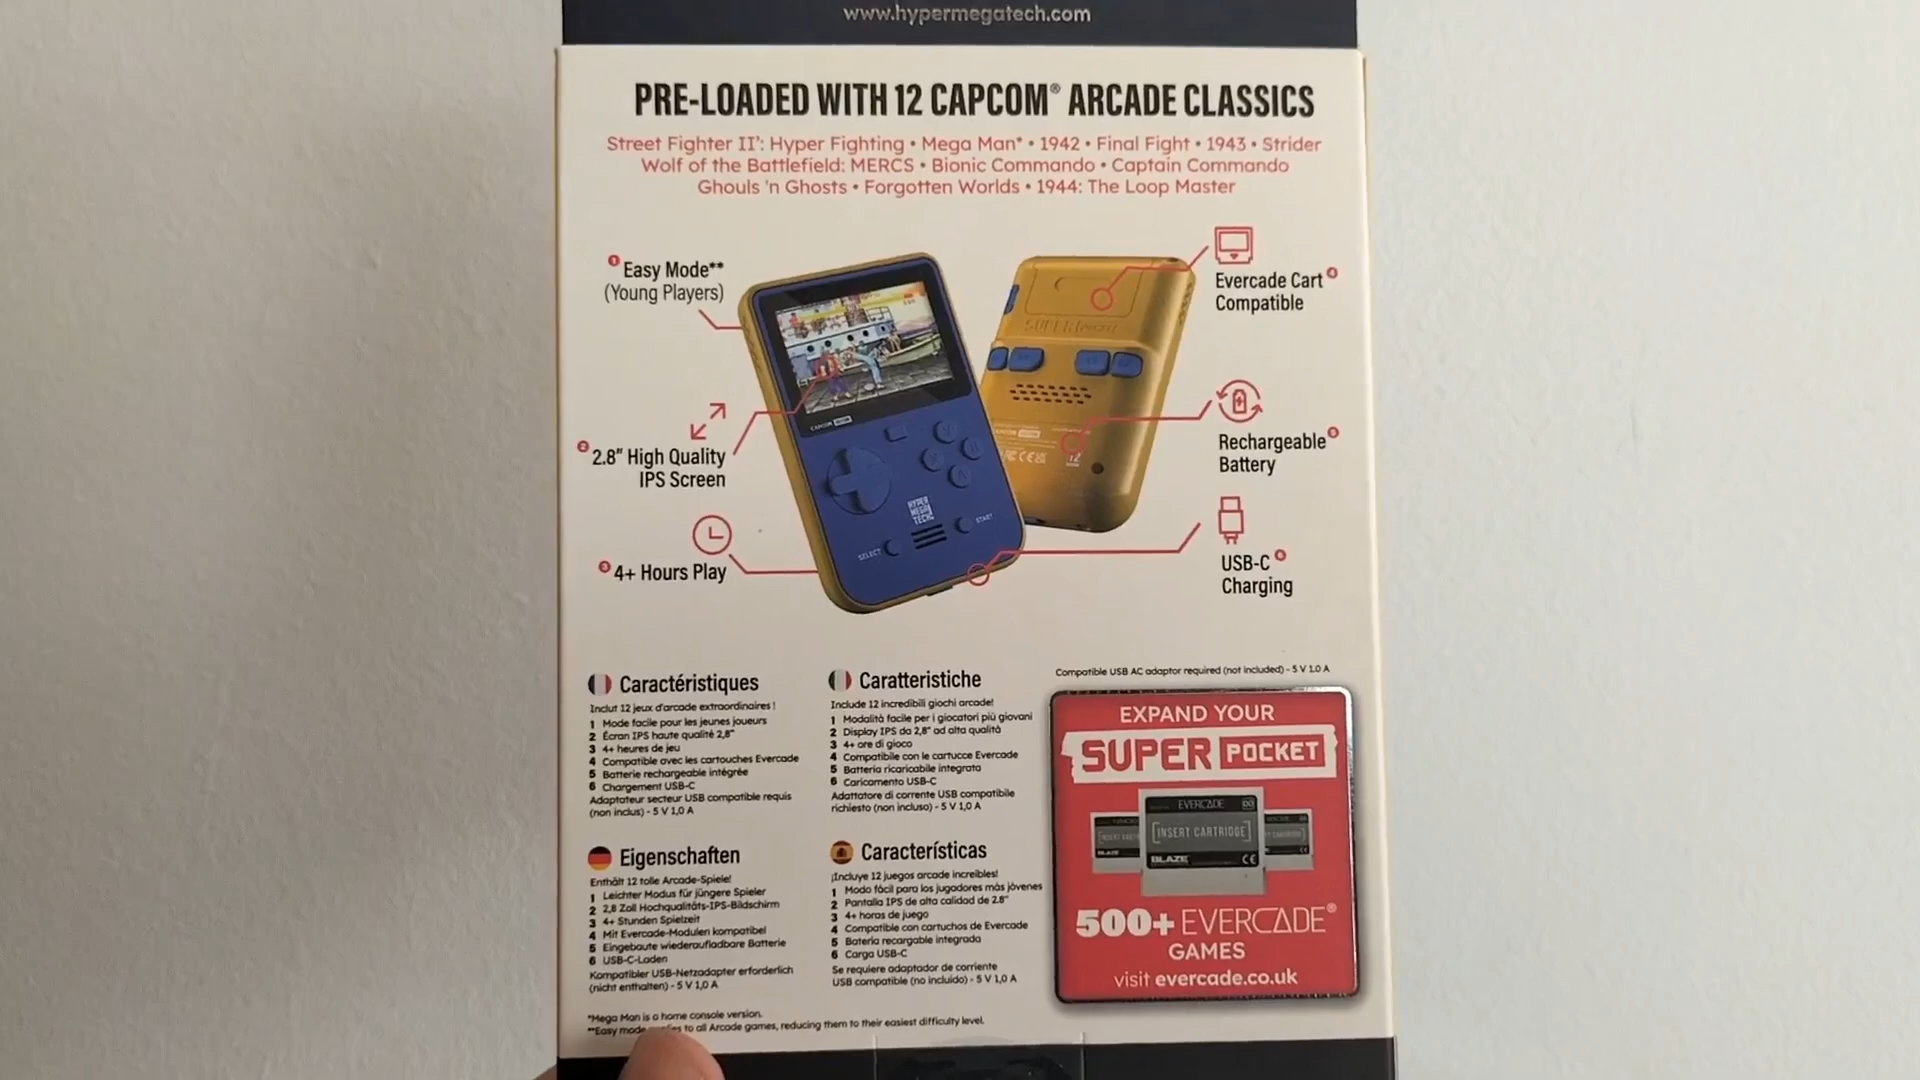 www.hypermegatech.com
PRE-LOADED WITH 12 CAPCOM® ARCADE CLASSICS
Street Fighter II': Hyper Fighting • Mega Man* • 1942 • Final Fight • 1943 • Strider
Wolf of the Battlefield: MERCS • Bionic Commando • Captain Commando
Ghouls 'n Ghosts • Forgotten Worlds • 1944: The Loop Master
1 Easy Mode**
(Young Players)
2 2.8" High Quality
IPS Screen
3 4+ Hours Play
Evercade Cart 4
Compatible
Rechargeable 5
Battery
USB-C 6
Charging
SUPER POCKET
CAPCOM
HYPER
MEGA
TECH!
SELECT
START
Y
X
B
A
12
Caractéristiques
Inclut 12 jeux d'arcade extraordinaires !
1 Mode facile pour les jeunes joueurs
2 Écran IPS haute qualité 2,8"
3 4+ heures de jeu
4 Compatible avec les cartouches Evercade
5 Batterie rechargeable intégrée
6 Chargement USB-C
Adaptateur secteur USB compatible requis
(non inclus) - 5 V 1,0 A
Caratteristiche
Include 12 incredibili giochi arcade!
1 Modalità facile per i giocatori più giovani
2 Display IPS da 2,8" ad alta qualità
3 4+ ore di gioco
4 Compatibile con le cartucce Evercade
5 Batteria ricaricabile integrata
6 Caricamento USB-C
Adattatore di corrente USB compatibile
richiesto (non incluso) - 5 V 1,0 A
Eigenschaften
Enthält 12 tolle Arcade-Spiele!
1 Leichter Modus für jüngere Spieler
2 2,8 Zoll Hochqualitäts-IPS-Bildschirm
3 4+ Stunden Spielzeit
4 Mit Evercade-Modulen kompatibel
5 Eingebaute wiederaufladbare Batterie
6 USB-C-Laden
Kompatibler USB-Netzadapter erforderlich
(nicht enthalten) - 5 V 1,0 A
Características
¡Incluye 12 juegos arcade increíbles!
1 Modo fácil para los jugadores más jóvenes
2 Pantalla IPS de alta calidad de 2.8"
3 4+ horas de juego
4 Compatible con cartuchos de Evercade
5 Batería recargable integrada
6 Carga USB-C
Se requiere adaptador de corriente
USB compatible (no incluido) - 5 V 1,0 A
Compatible USB AC adaptor required (not included) - 5 V 1.0 A
EXPAND YOUR
SUPER POCKET
EVERCADE
[INSERT CARTRIDGE]
BLAZE CE
500+ EVERCADE®
GAMES
visit evercade.co.uk
*Mega Man is a home console version.
**Easy mode to all Arcade games, reducing them to their easiest difficulty level.